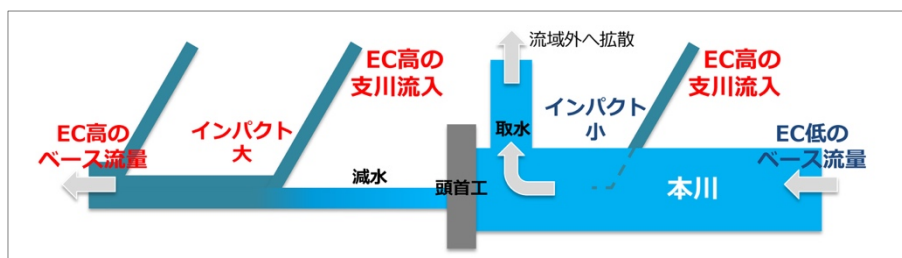 EC高の
ベース流量
インパクト
大
EC高の
支川流入
減水
頭首工
流域外へ拡散
取水
インパクト
小
EC高の
支川流入
EC低の
ベース流量
本川